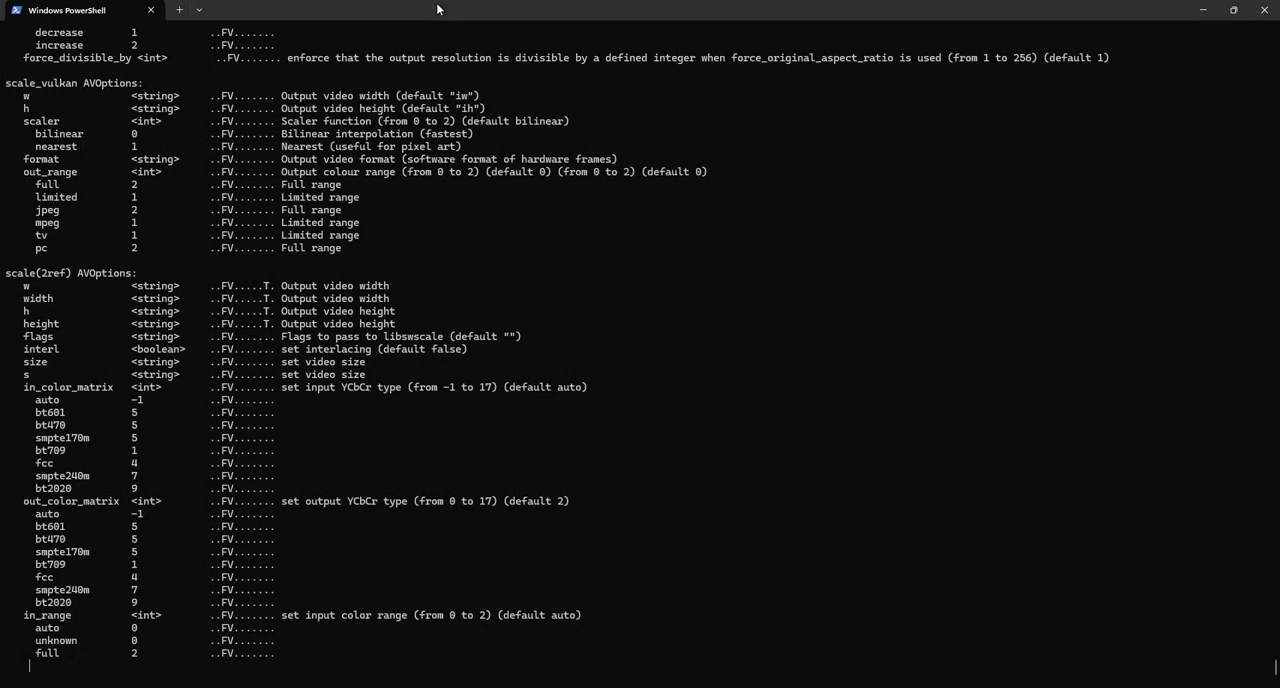 Windows PowerShell
decrease 1 ..FV.......
increase 2 ..FV.......
force_divisible_by <int> ..FV....... enforce that the output resolution is divisible by a defined integer when force_original_aspect_ratio is used (from 1 to 256) (default 1)
scale_vulkan AVOptions:
w <string> ..FV....... Output video width (default "iw")
h <string> ..FV....... Output video height (default "ih")
scaler <int> ..FV....... Scaler function (from 0 to 2) (default bilinear)
bilinear 0 ..FV....... Bilinear interpolation (fastest)
nearest 1 ..FV....... Nearest (useful for pixel art)
format <string> ..FV....... Output video format (software format of hardware frames)
out_range <int> ..FV....... Output colour range (from 0 to 2) (default 0) (from 0 to 2) (default 0)
full 2 ..FV....... Full range
limited 1 ..FV....... Limited range
jpeg 2 ..FV....... Full range
mpeg 1 ..FV....... Limited range
tv 1 ..FV....... Limited range
pc 2 ..FV....... Full range
scale(2ref) AVOptions:
w <string> ..FV.....T. Output video width
width <string> ..FV.....T. Output video width
h <string> ..FV.....T. Output video height
height <string> ..FV.....T. Output video height
flags <string> ..FV....... Flags to pass to libswscale (default "")
interl <boolean> ..FV....... set interlacing (default false)
size <string> ..FV....... set video size
s <string> ..FV....... set video size
in_color_matrix <int> ..FV....... set input YCbCr type (from -1 to 17) (default auto)
auto -1 ..FV.......
bt601 5 ..FV.......
bt470 5 ..FV.......
smpte170m 5 ..FV.......
bt709 1 ..FV.......
fcc 4 ..FV.......
smpte240m 7 ..FV.......
bt2020 9 ..FV.......
out_color_matrix <int> ..FV....... set output YCbCr type (from 0 to 17) (default 2)
auto -1 ..FV.......
bt601 5 ..FV.......
bt470 5 ..FV.......
smpte170m 5 ..FV.......
bt709 1 ..FV.......
fcc 4 ..FV.......
smpte240m 7 ..FV.......
bt2020 9 ..FV.......
in_range <int> ..FV....... set input color range (from 0 to 2) (default auto)
auto 0 ..FV.......
unknown 0 ..FV.......
full 2 ..FV.......